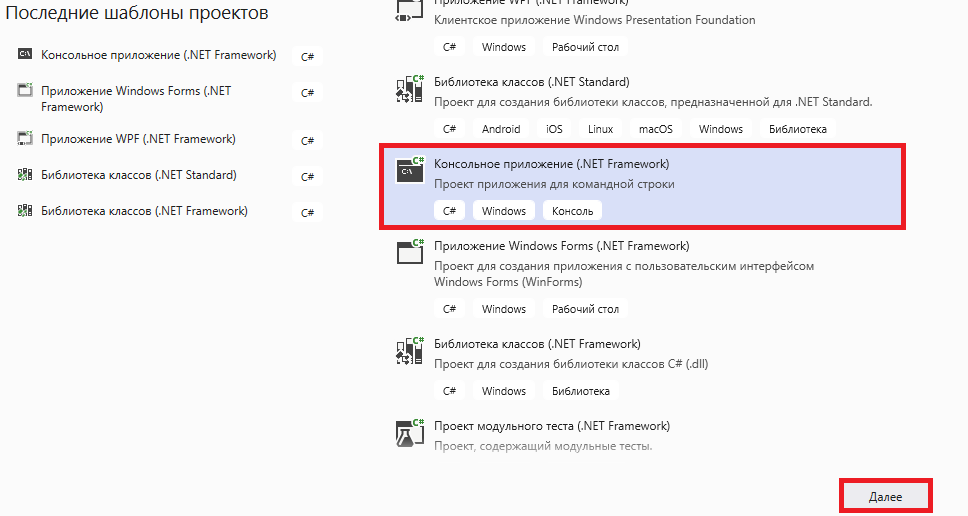 Последние шаблоны проектов
Консольное приложение (.NET Framework) C#
Приложение Windows Forms (.NET
Framework) C#
Приложение WPF (.NET Framework) C#
Библиотека классов (.NET Standard) C#
Библиотека классов (.NET Framework) C#
Приложение WPF (.NET Framework)
Клиентское приложение Windows Presentation Foundation
C# Windows Рабочий стол
C#
Библиотека классов (.NET Standard)
Проект для создания библиотеки классов, предназначенной для .NET Standard.
C# Android iOS Linux macOS Windows Библиотека
C#
C:\
Консольное приложение (.NET Framework)
Проект приложения для командной строки
C# Windows Консоль
C#
Приложение Windows Forms (.NET Framework)
Проект для создания приложения с пользовательским интерфейсом
Windows Forms (WinForms)
C# Windows Рабочий стол
C#
Библиотека классов (.NET Framework)
Проект для создания библиотеки классов C# (.dll)
C# Windows Библиотека
C#
Проект модульного теста (.NET Framework)
Проект, содержащий модульные тесты.
Далее